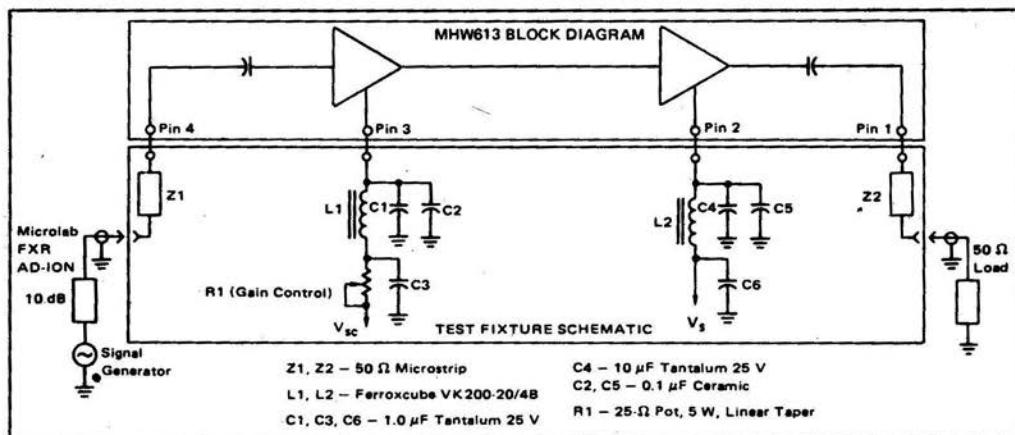 MHW613 BLOCK DIAGRAM
Pin 4
Pin 3
Pin 2
Pin 1
Z1
L1
C1
C2
L2
C4
C5
Z2
Microlab
FXR
AD-ION
10 dB
Signal
Generator
R1 (Gain Control)
C3
C6
50 Ω
Load
VSC
VS
TEST FIXTURE SCHEMATIC
Z1, Z2 – 50 Ω Microstrip
L1, L2 – Ferroxcube VK200-20/4B
C1, C3, C6 – 1.0 μF Tantalum 25 V
C4 – 10 μF Tantalum 25 V
C2, C5 – 0.1 μF Ceramic
R1 – 25-Ω Pot, 5 W, Linear Taper